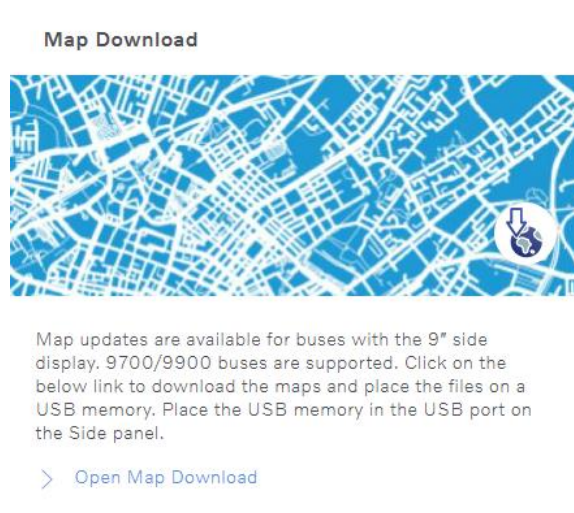 Map Download
Map updates are available for buses with the 9" side
display. 9700/9900 buses are supported. Click on the
below link to download the maps and place the files on a
USB memory. Place the USB memory in the USB port on
the Side panel.
Open Map Download